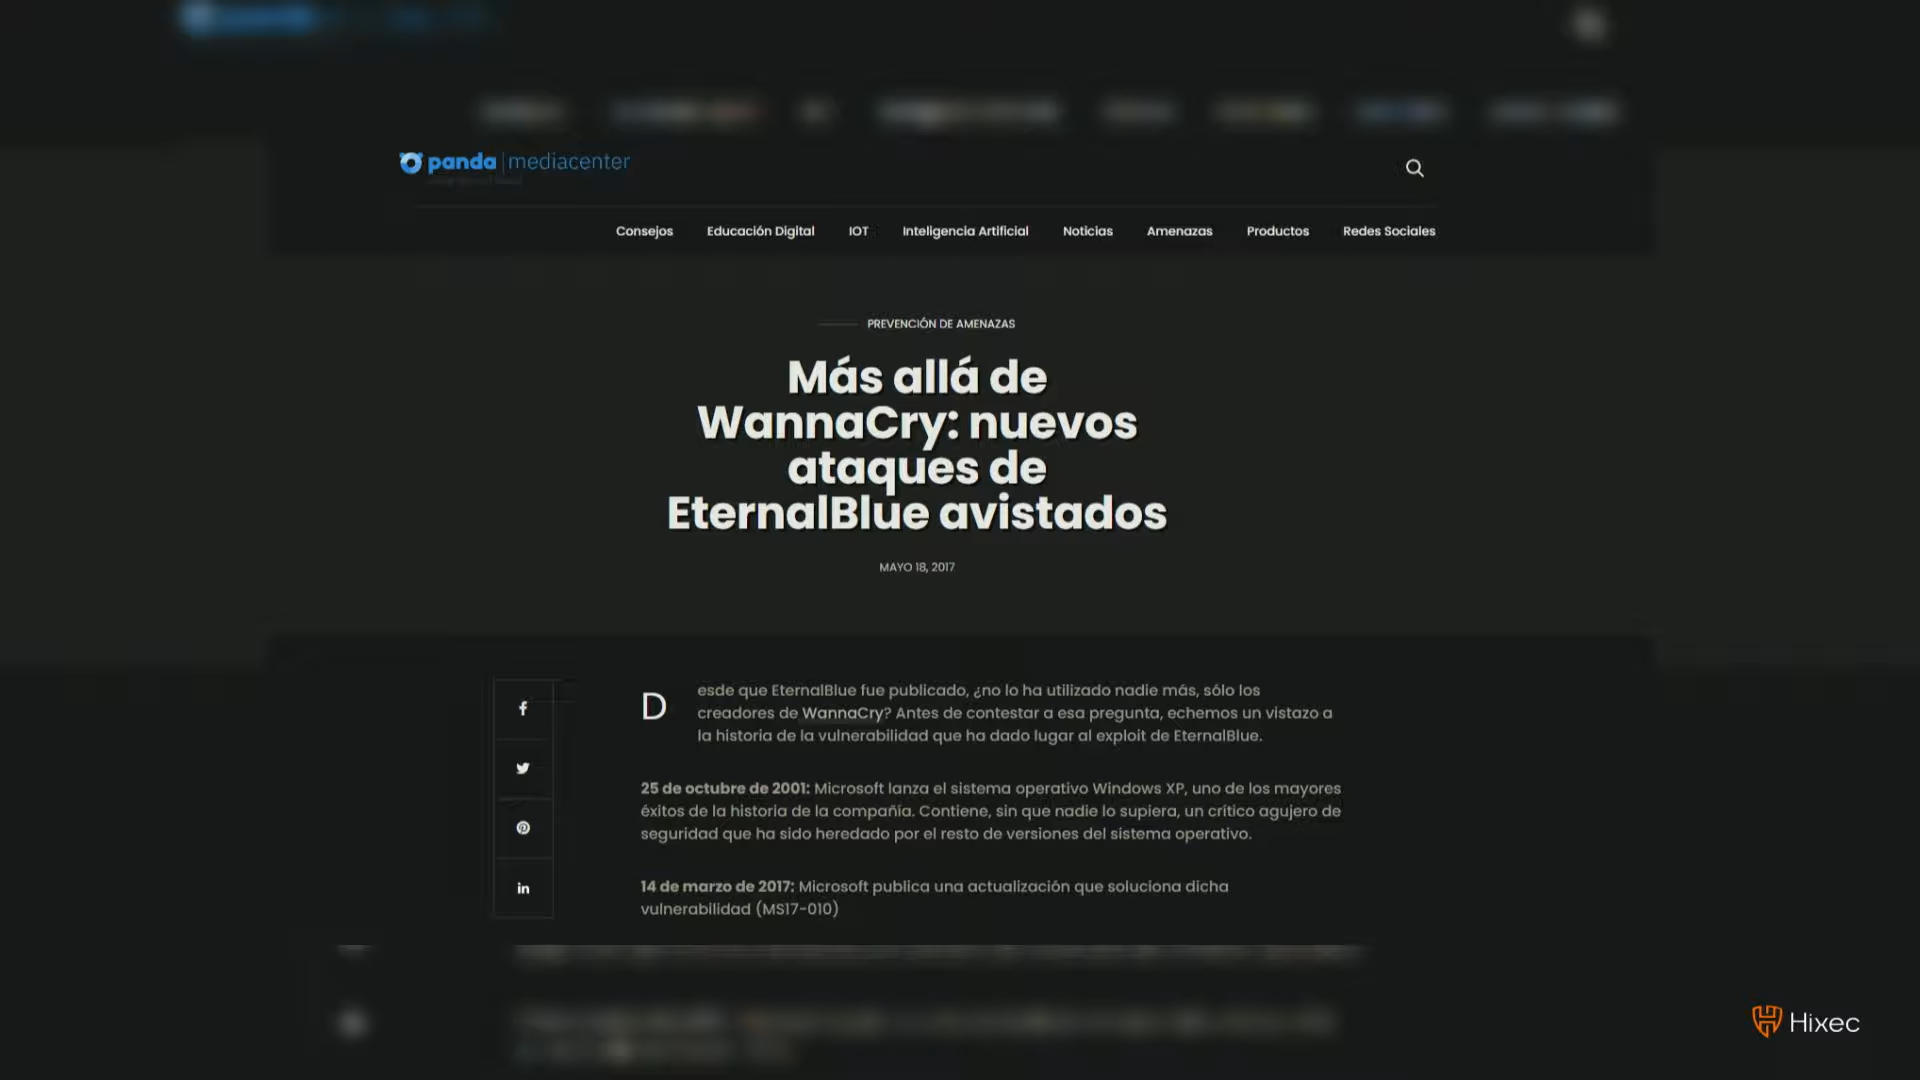 panda | mediacenter
Consejos Educación Digital IOT Inteligencia Artificial Noticias Amenazas Productos Redes Sociales
PREVENCIÓN DE AMENAZAS
Más allá de
WannaCry: nuevos
ataques de
EternalBlue avistados
MAYO 18, 2017
Desde que EternalBlue fue publicado, ¿no lo ha utilizado nadie más, sólo los
creadores de WannaCry? Antes de contestar a esa pregunta, echemos un vistazo a
la historia de la vulnerabilidad que ha dado lugar al exploit de EternalBlue.
25 de octubre de 2001: Microsoft lanza el sistema operativo Windows XP, uno de los mayores
éxitos de la historia de la compañía. Contiene, sin que nadie lo supiera, un crítico agujero de
seguridad que ha sido heredado por el resto de versiones del sistema operativo.
14 de marzo de 2017: Microsoft publica una actualización que soluciona dicha
vulnerabilidad (MS17-010)
Hixec